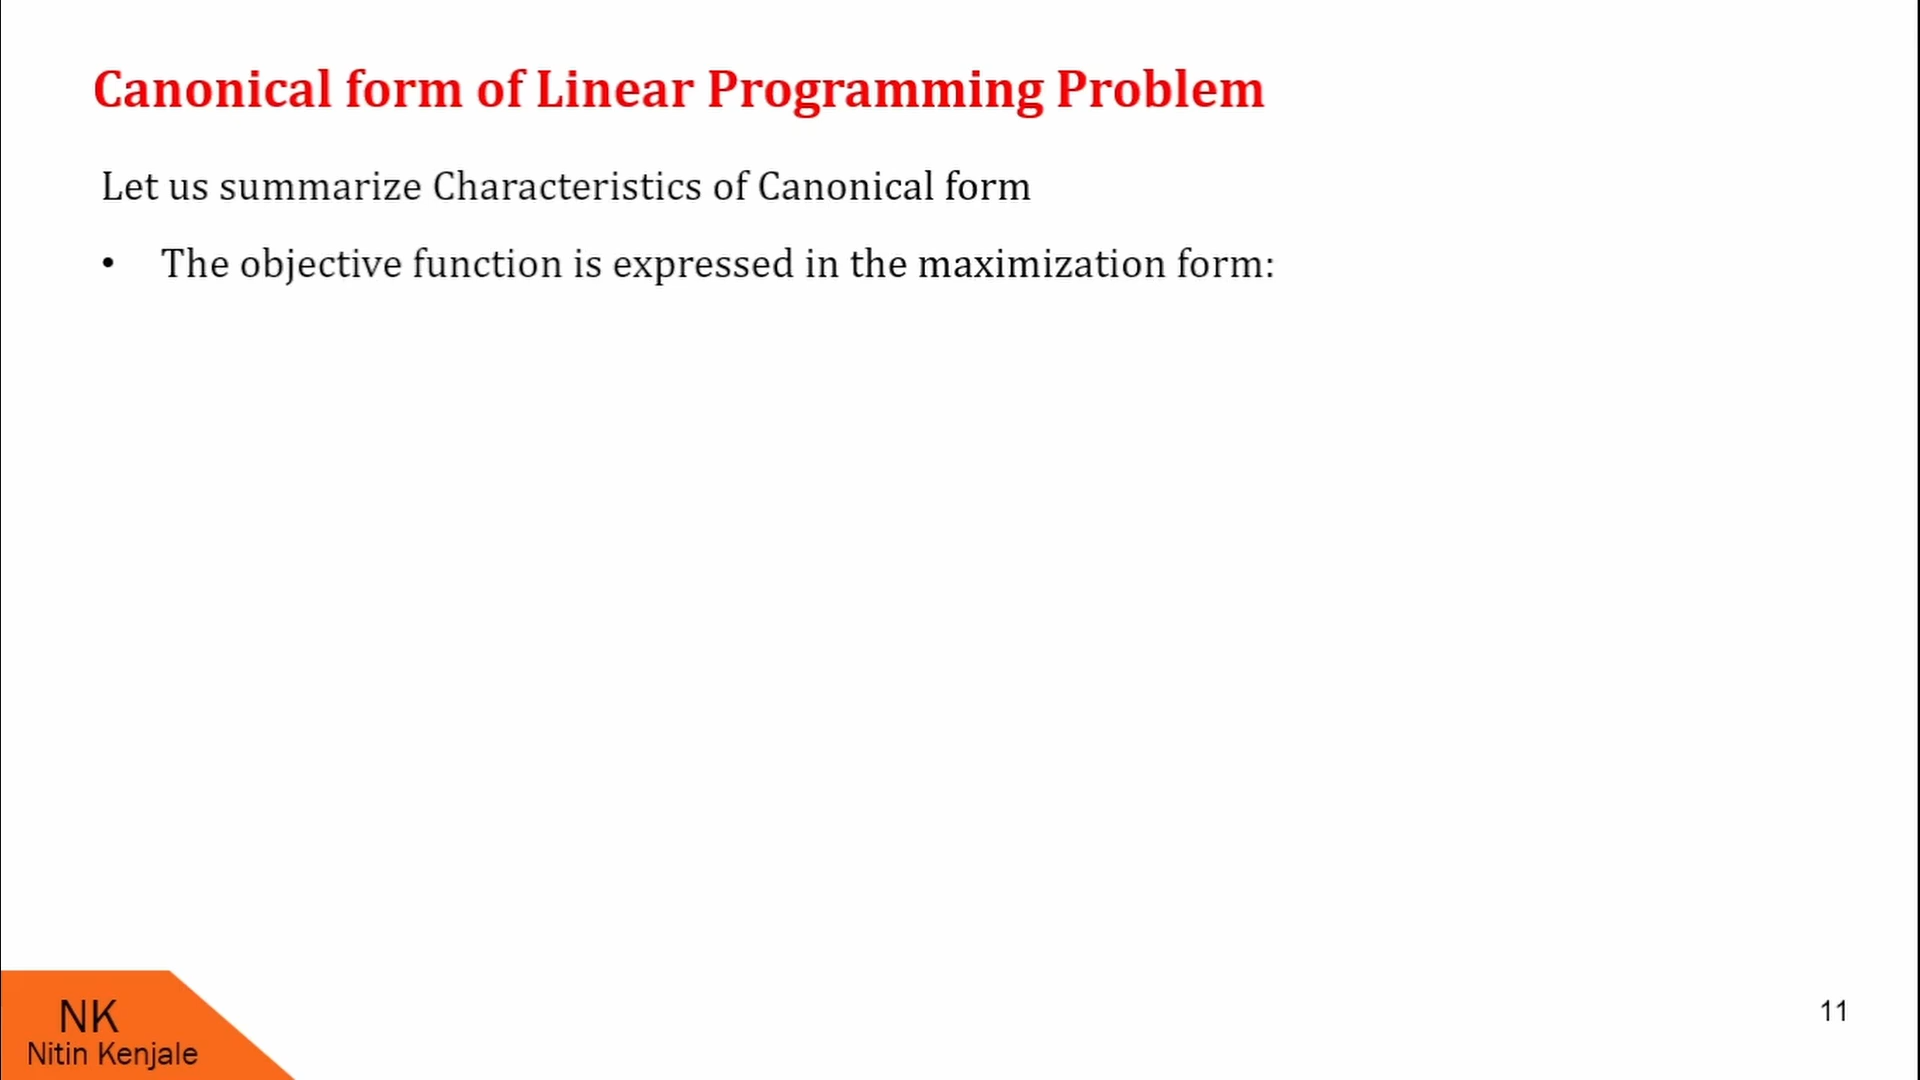 Canonical form of Linear Programming Problem
Let us summarize Characteristics of Canonical form
• The objective function is expressed in the maximization form:
NK
Nitin Kenjale
11